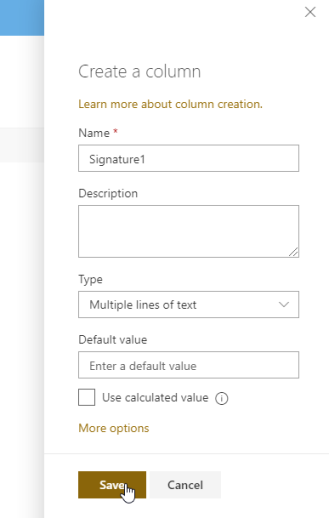 Create a column
Learn more about column creation.
Name *
Signature1
Description
Type
Multiple lines of text
Default value
Enter a default value
Use calculated value
More options
Save Cancel